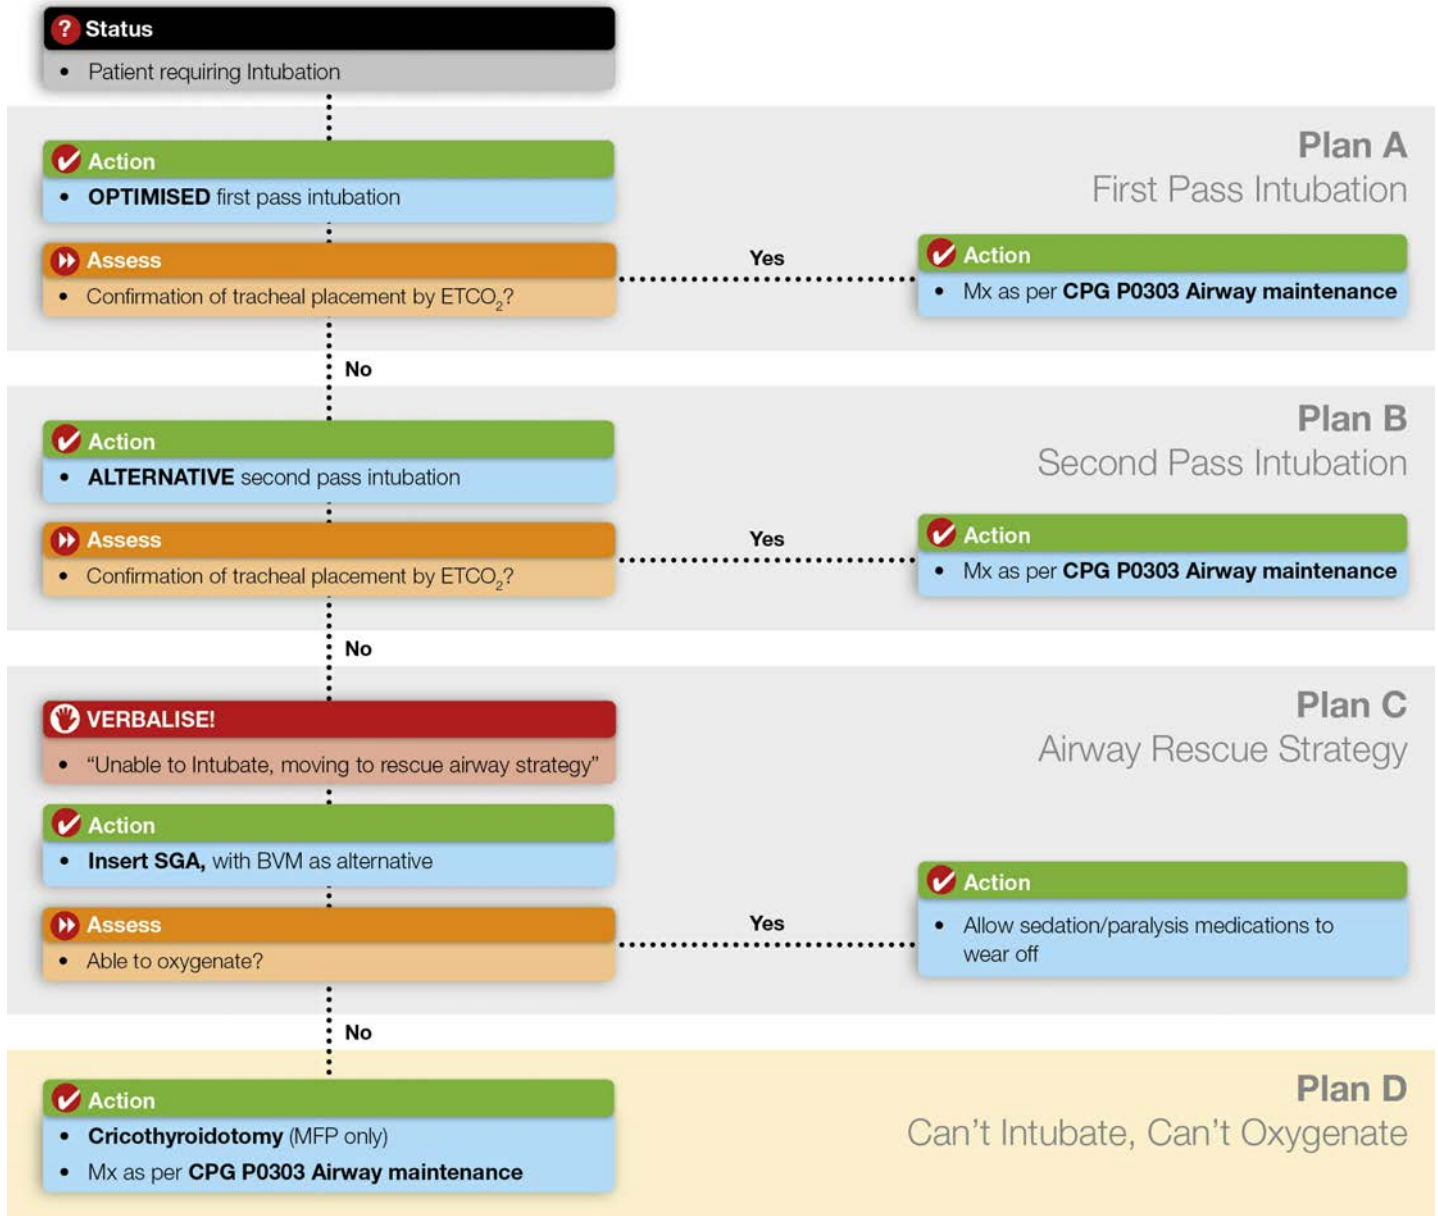 ? Status
• Patient requiring Intubation
Plan A
First Pass Intubation
Action
• OPTIMISED first pass intubation
Assess
• Confirmation of tracheal placement by ETCO₂?
Yes
Action
• Mx as per CPG P0303 Airway maintenance
No
Plan B
Second Pass Intubation
Action
• ALTERNATIVE second pass intubation
Assess
• Confirmation of tracheal placement by ETCO₂?
Yes
Action
• Mx as per CPG P0303 Airway maintenance
No
Plan C
Airway Rescue Strategy
VERBALISE!
• “Unable to Intubate, moving to rescue airway strategy”
Action
• Insert SGA, with BVM as alternative
Assess
• Able to oxygenate?
Yes
Action
• Allow sedation/paralysis medications to
wear off
No
Plan D
Can’t Intubate, Can’t Oxygenate
Action
• Cricothyroidotomy (MFP only)
• Mx as per CPG P0303 Airway maintenance